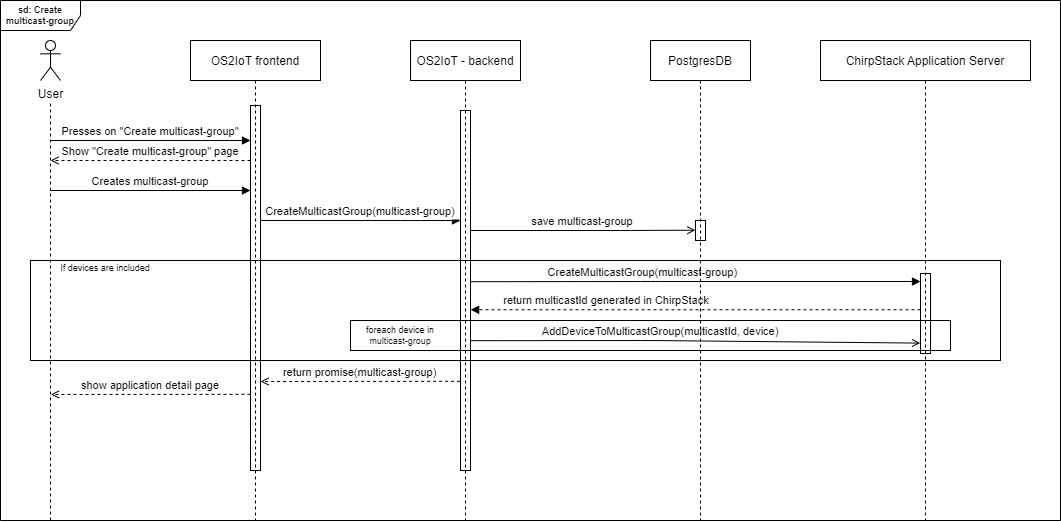 sd: Create
multicast-group
OS2IoT frontend
OS2IoT - backend
PostgresDB
ChirpStack Application Server
User
Presses on "Create multicast-group"
Show "Create multicast-group" page
Creates multicast-group
CreateMulticastGroup(multicast-group)
save multicast-group
If devices are included
CreateMulticastGroup(multicast-group)
return multicastId generated in ChirpStack
foreach device in
multicast-group
AddDeviceToMulticastGroup(multicastId, device)
return promise(multicast-group)
show application detail page